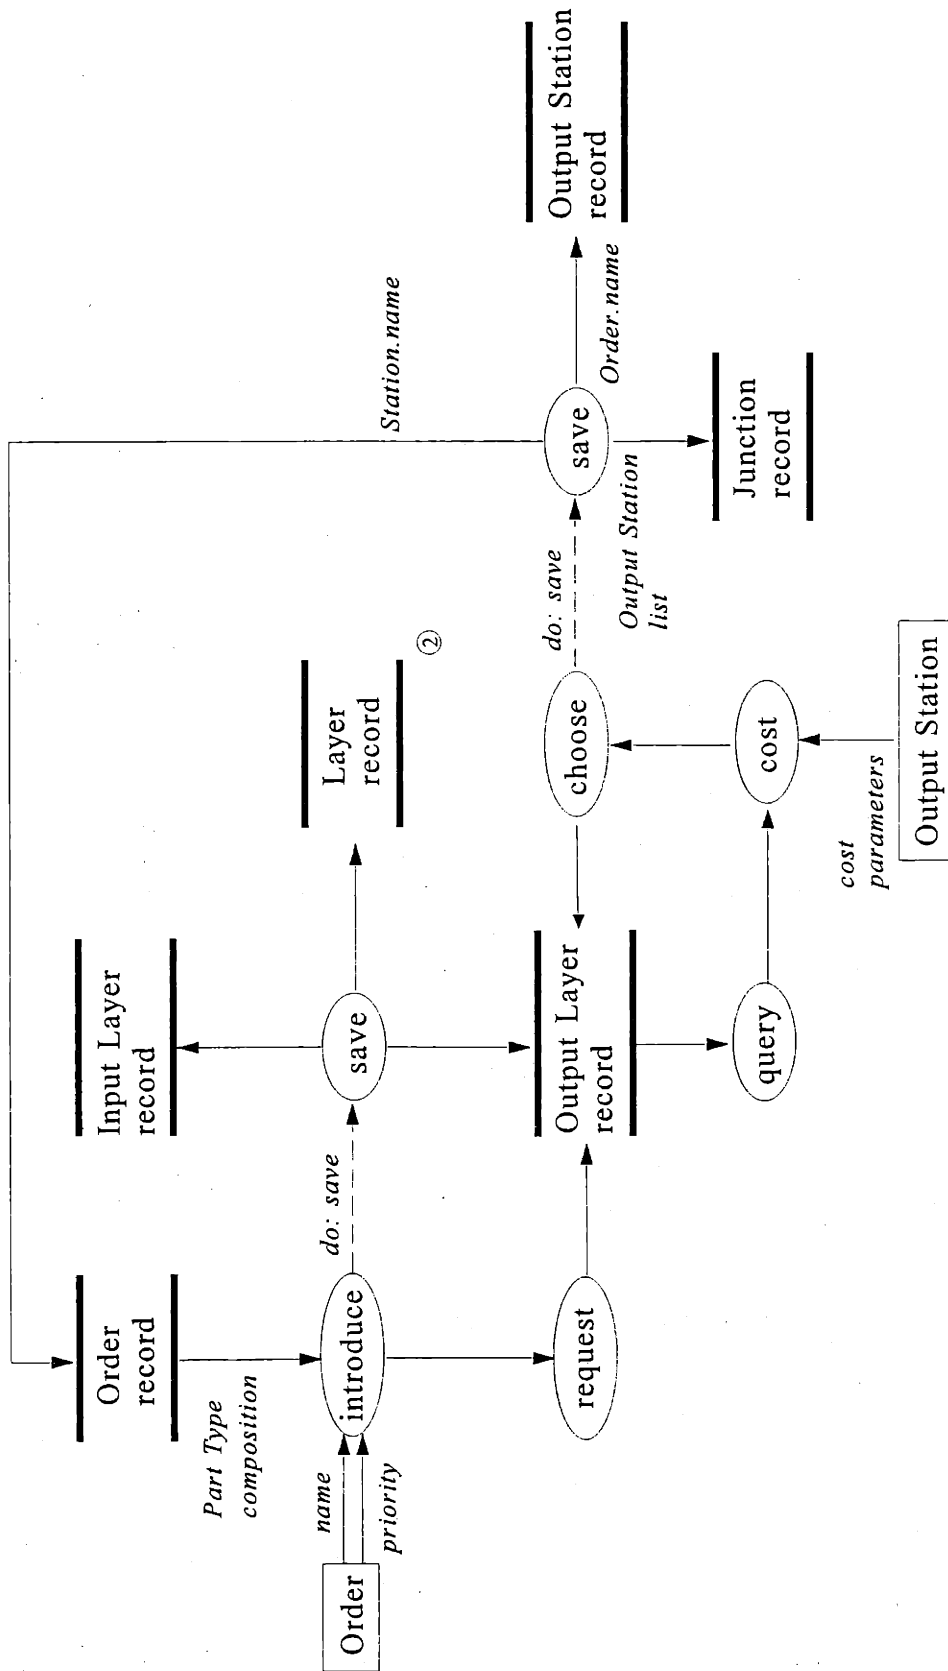 Station.name
Order
record
Input Layer
record
Part Type
composition
Order
name
priority
introduce
do: save
save
Layer
record
②
request
Output Layer
record
choose
do: save
save
Order.name
Output Station
record
Output Station
list
query
cost
cost
parameters
Output Station
Junction
record